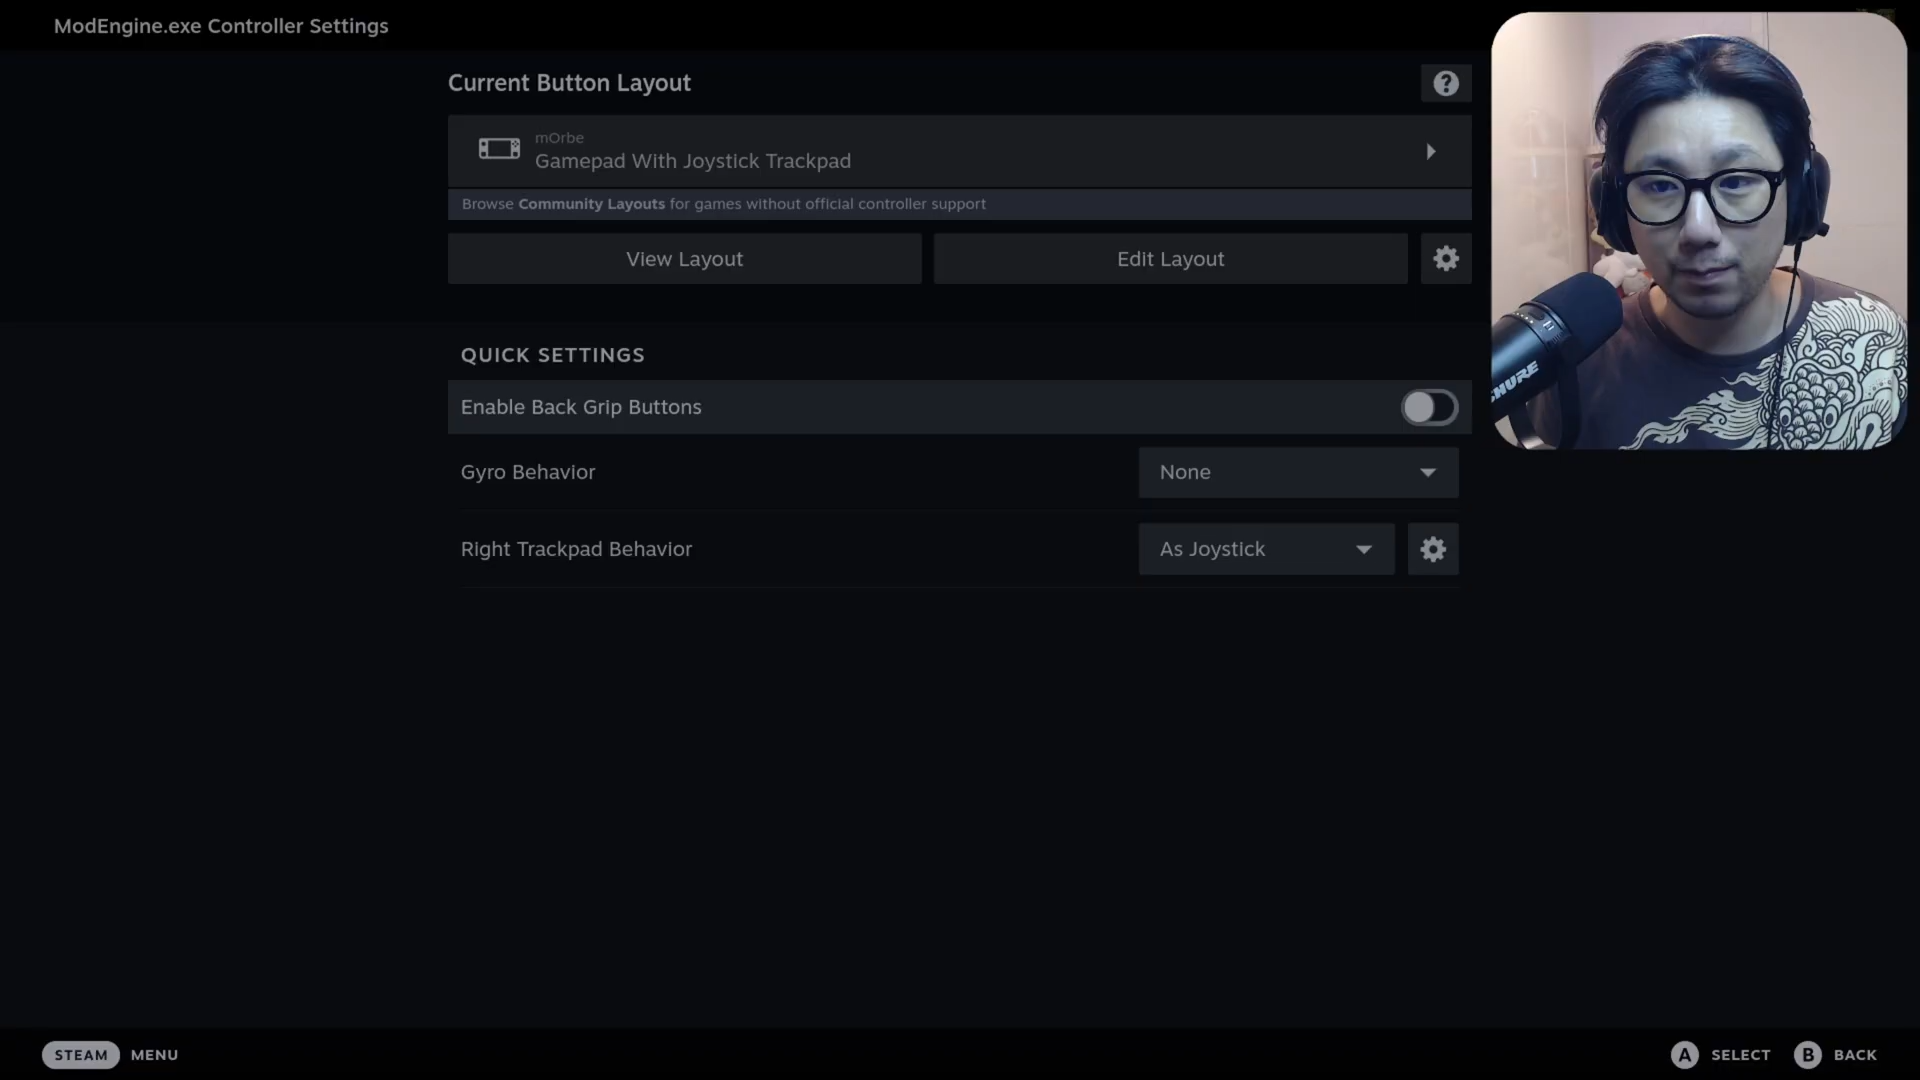 ModEngine.exe Controller Settings
Current Button Layout
?
mOrbe
Gamepad With Joystick Trackpad
Browse Community Layouts for games without official controller support
View Layout
Edit Layout
QUICK SETTINGS
Enable Back Grip Buttons
Gyro Behavior
None
Right Trackpad Behavior
As Joystick
SHURE
STEAM MENU
A SELECT B BACK